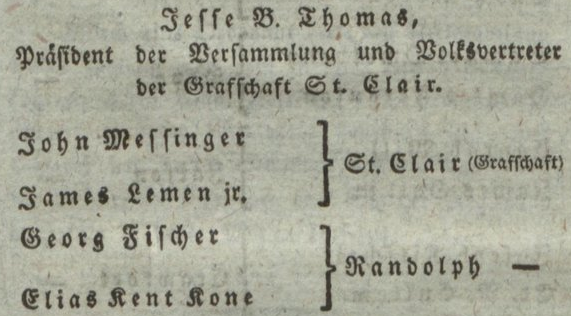 Jesse B. Thomas,
Präsident der Versammlung und Volksvertreter
der Grafschaft St. Clair.
John Messinger
St. Clair (Grafschaft)
James Lemen jr.
Georg Fischer
Randolph —
Elias Kent Kone